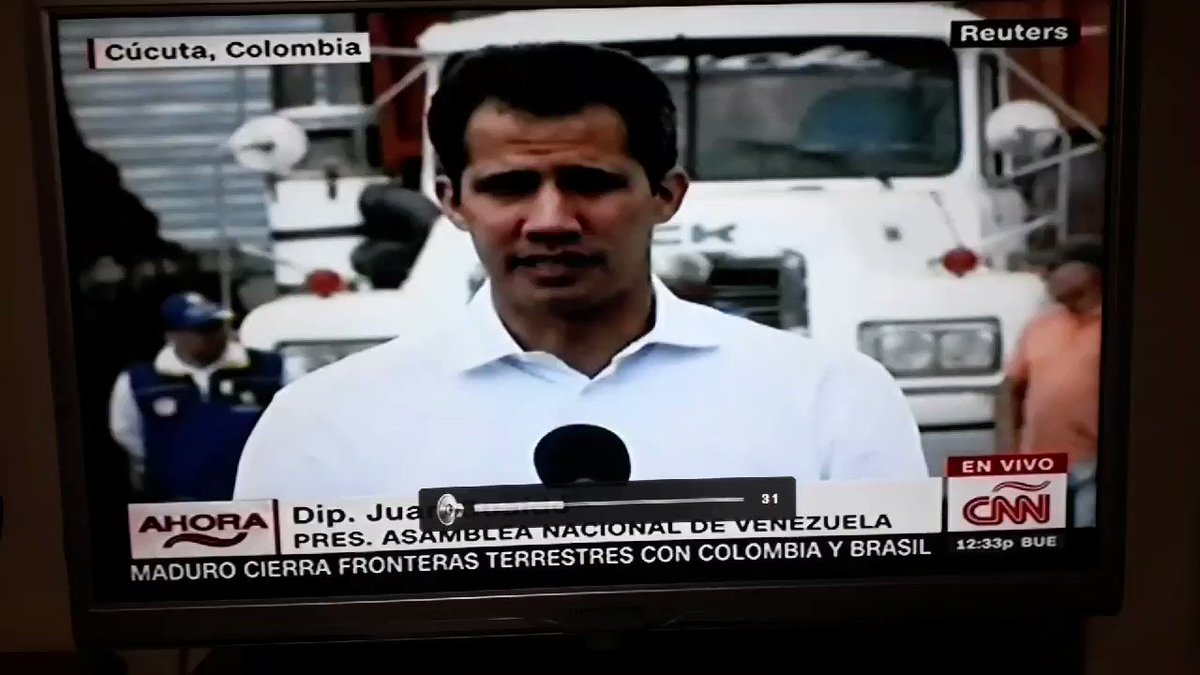 Cúcuta, Colombia
Reuters
CK
EN VIVO
CNN
12:33p BUE
AHORA
Dip. Juan
31
PRES. ASAMBLEA NACIONAL DE VENEZUELA
MADURO CIERRA FRONTERAS TERRESTRES CON COLOMBIA Y BRASIL